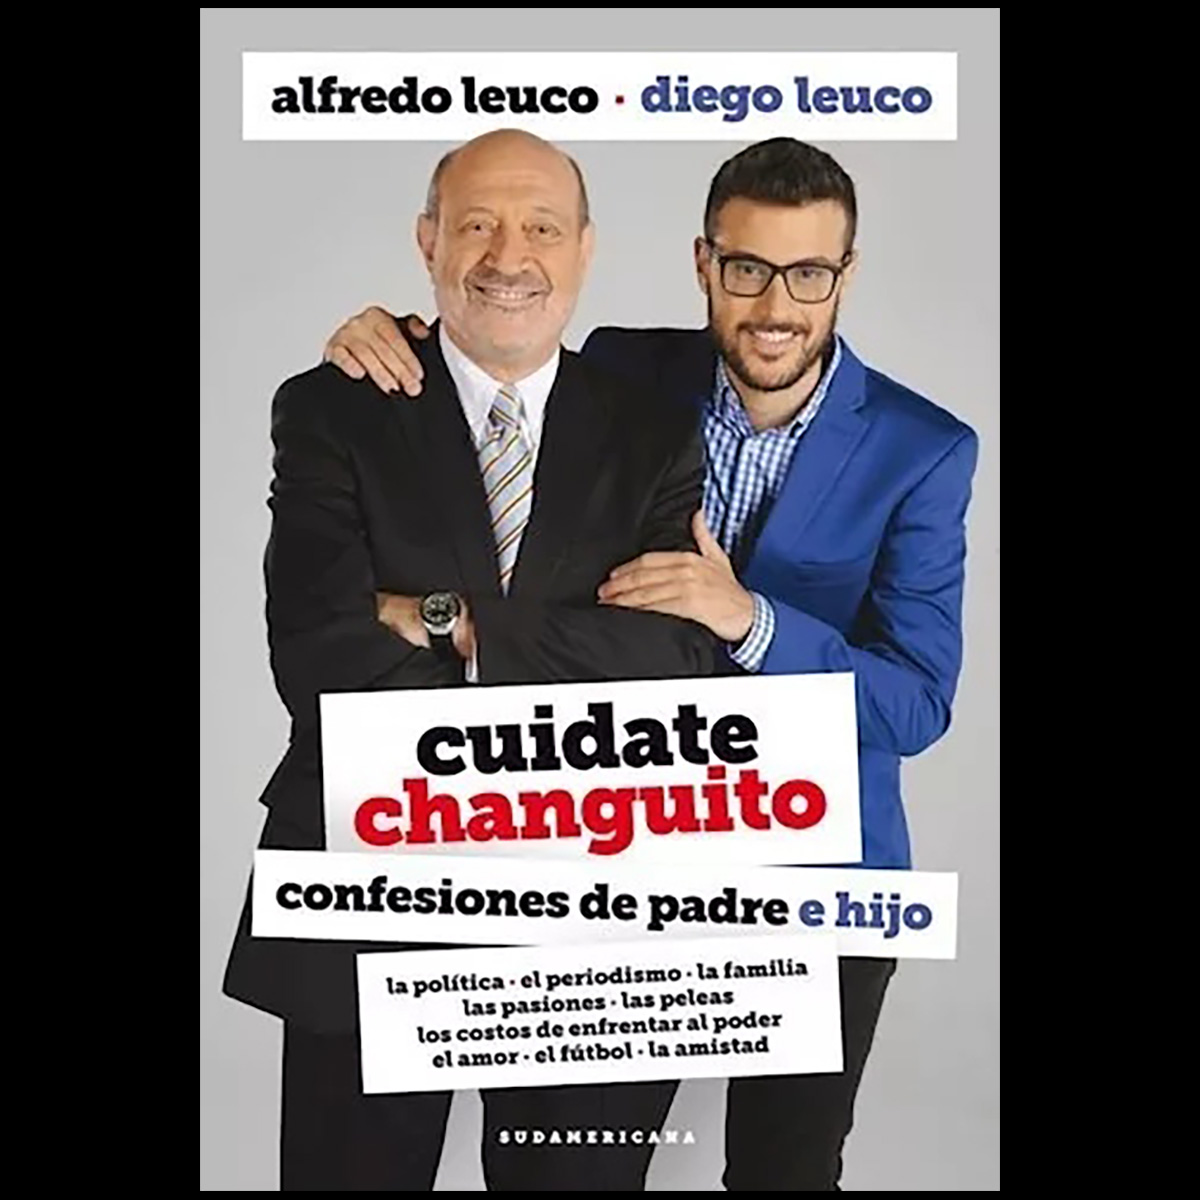 alfredo leuco · diego leuco
cuidate
changuito
confesiones de padre e hijo
la política · el periodismo · la familia
las pasiones · las peleas
los costos de enfrentar al poder
el amor · el fútbol · la amistad
SUDAMERICANA